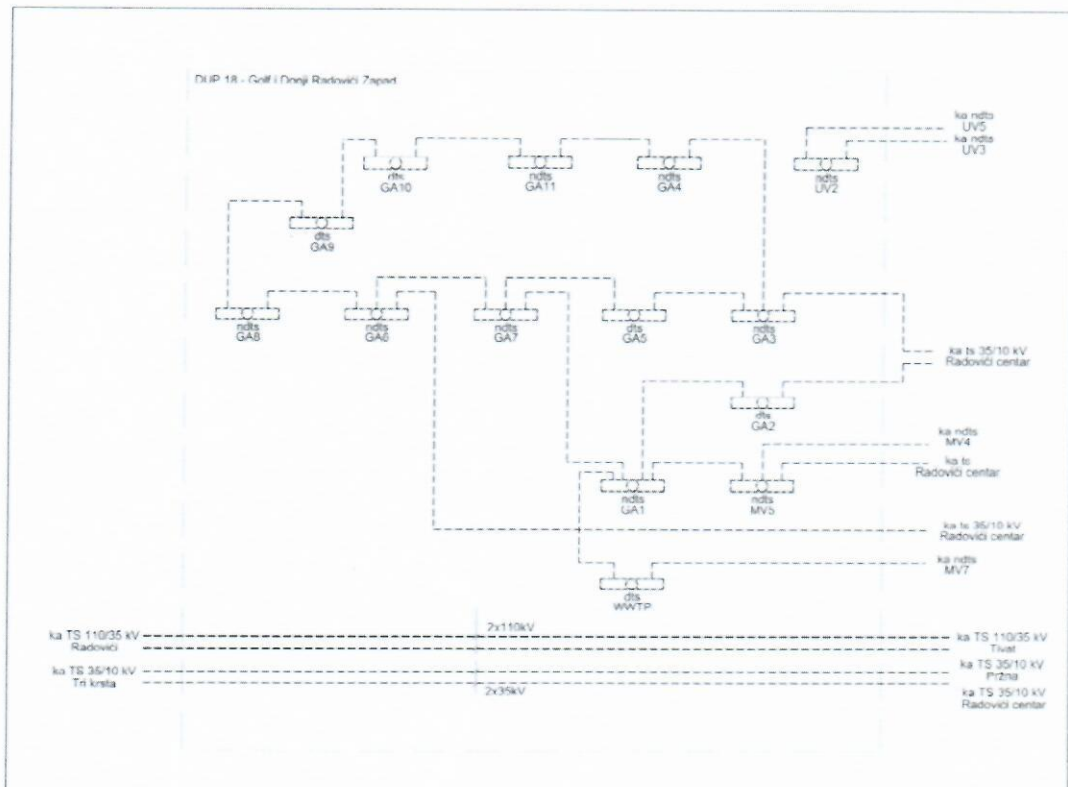 DUP 18 - Golf i Donji Radovići Zapad
ka ndts
UV5
ka ndts
UV3
GA10
ndts
GA11
ndts
GA4
ndts
UV2
dts
GA9
ndts
GA8
ndts
GA6
ndts
GA7
dts
GA5
ndts
GA3
ka ts 35/10 kV
Radovići centar
dts
GA2
ka ndts
MV4
ka ts
Radovići centar
ndts
GA1
ndts
MV5
ka ts 35/10 kV
Radovići centar
ka ndts
MV7
dts
WWTP
2x110kV
ka TS 110/35 kV
Radovići
ka TS 110/35 kV
Tivat
ka TS 35/10 kV
Tri krsta
ka TS 35/10 kV
Pržna
2x35kV
ka TS 35/10 kV
Radovići centar